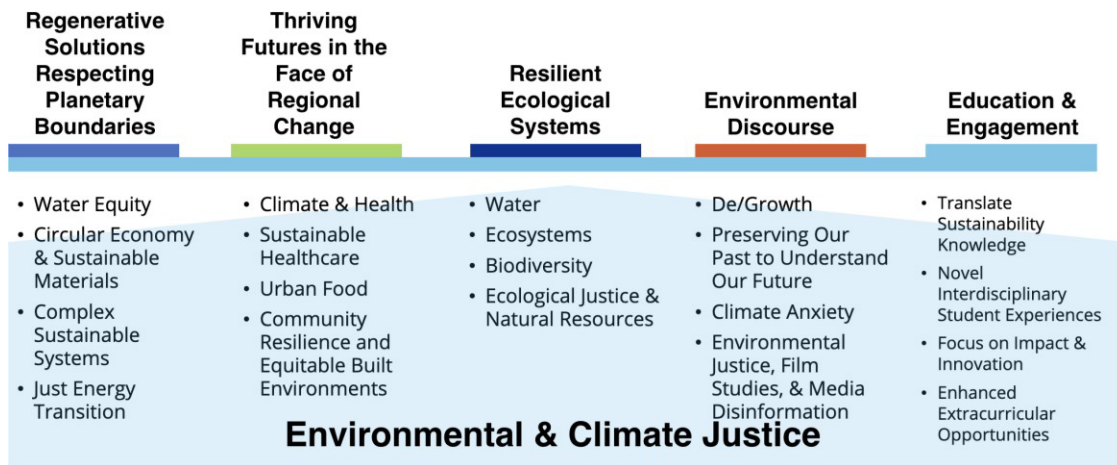 Regenerative
Solutions
Respecting
Planetary
Boundaries
• Water Equity
• Circular Economy
& Sustainable
Materials
• Complex
Sustainable
Systems
• Just Energy
Transition
Thriving
Futures in the
Face of
Regional
Change
• Climate & Health
• Sustainable
Healthcare
• Urban Food
• Community
Resilience and
Equitable Built
Environments
Resilient
Ecological
Systems
• Water
• Ecosystems
• Biodiversity
• Ecological Justice &
Natural Resources
Environmental
Discourse
• De/Growth
• Preserving Our
Past to Understand
Our Future
• Climate Anxiety
• Environmental
Justice, Film
Studies, & Media
Disinformation
Education &
Engagement
• Translate
Sustainability
Knowledge
• Novel
Interdisciplinary
Student Experiences
• Focus on Impact &
Innovation
• Enhanced
Extracurricular
Opportunities
Environmental & Climate Justice